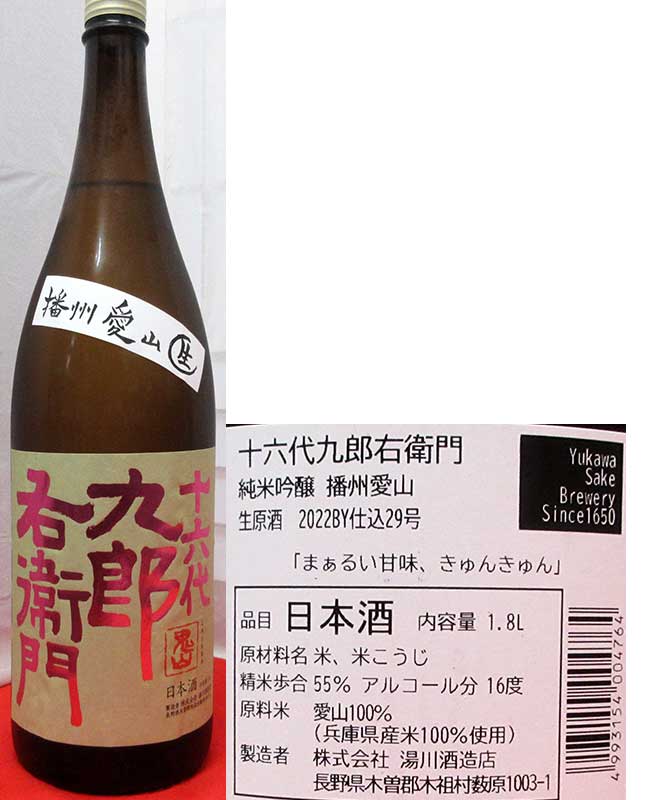 播州愛山 生
十六代
九郎
右衛門
日本酒
十六代九郎右衛門
純米吟醸 播州愛山
生原酒 2022BY仕込29号
Yukawa
Sake
Brewery
Since1650
「まぁるい甘味、きゅんきゅん」
品目 日本酒 内容量 1.8L
原材料名 米、米こうじ
精米歩合 55% アルコール分 16度
原料米 愛山100%
（兵庫県産米100%使用）
製造者 株式会社 湯川酒造店
長野県木曽郡木祖村薮原1003-1
4993154004764